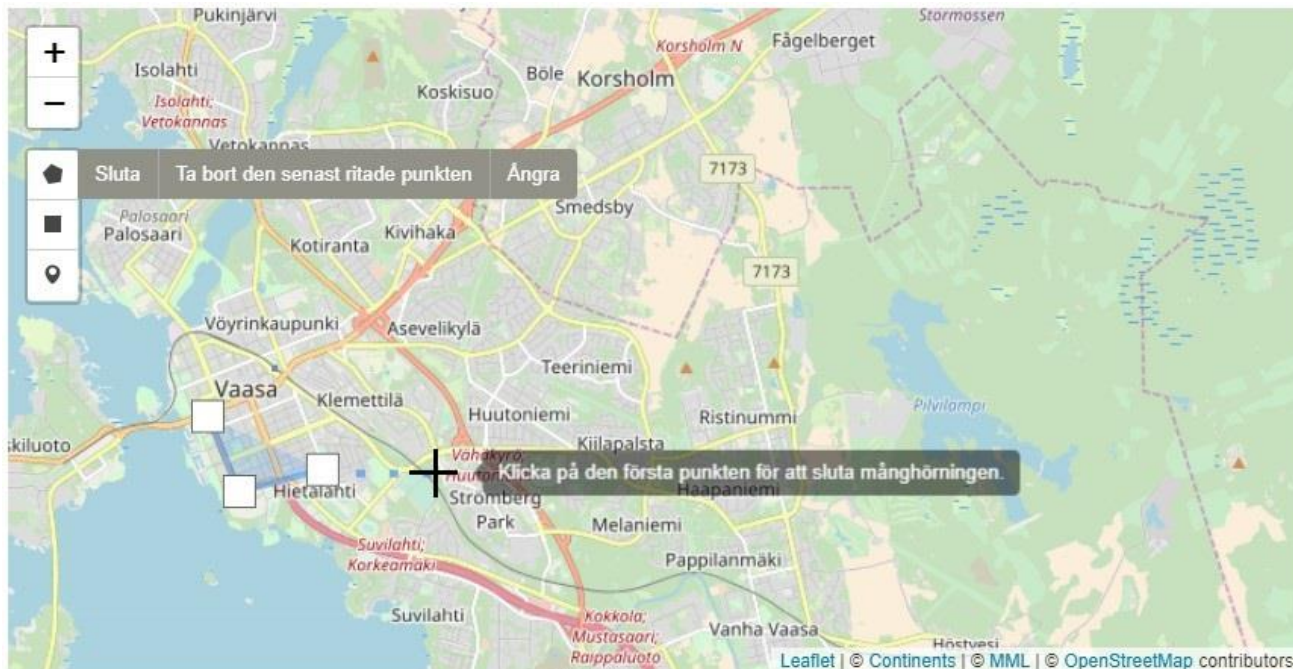 Pukinjärvi
Stormossen
+
Korsholm N
Fågelberget
Isolahti
Böle
Korsholm
−
Koskisuo
Isolahti;
Vetokannas
Vetokannas
Sluta Ta bort den senast ritade punkten Ångra
7173
Palosaari
Palosaari
Smedsby
Kivihaka
Kotiranta
7173
Vöyrinkaupunki
Asevelikylä
Teeriniemi
Vaasa
Klemettilä
Huutoniemi
Ristinummi
Pilvilampi
skiluoto
Kiilapalsta
Vähäkyrö;
Klicka på den första punkten för att sluta månghörningen.
Hietalahti
Haapaniemi
Strömberg
Park
Melaniemi
Suvilahti;
Korkeamäki
Pappilanmäki
Suvilahti
Kokkola;
Mustasaari;
Raippaluoto
Vanha Vaasa
Höstvesi
Leaflet | © Continents | © MML | © OpenStreetMap contributors